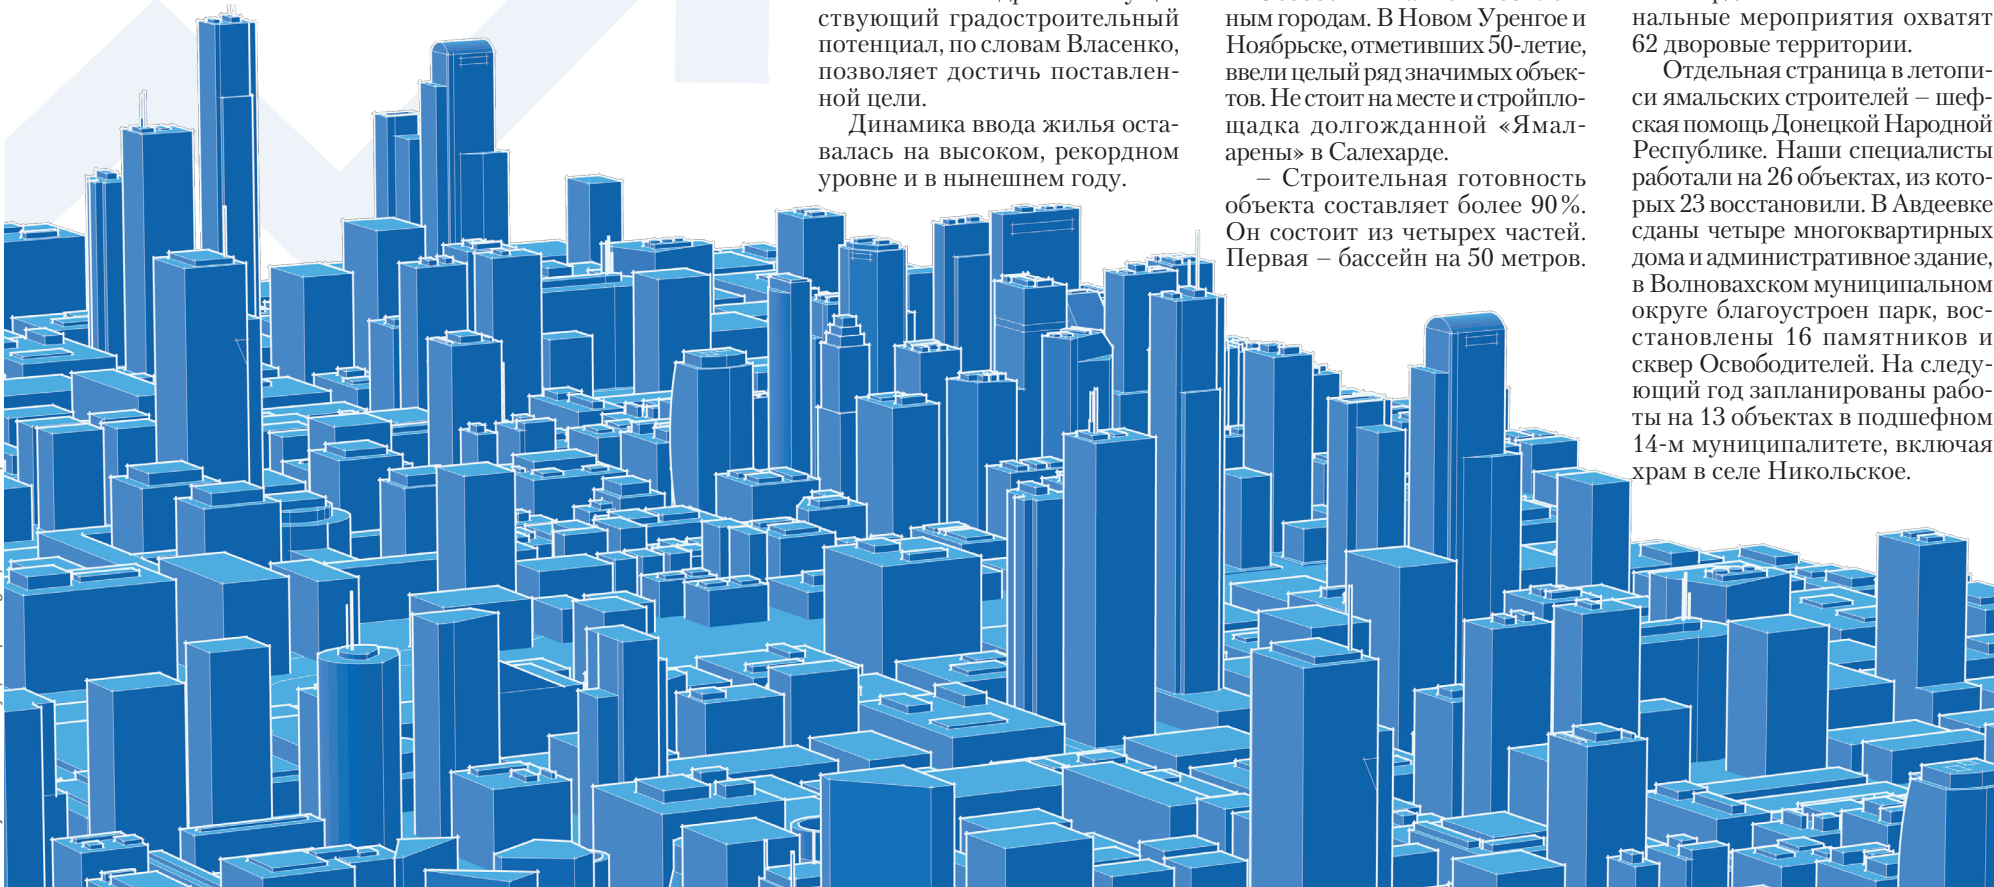 ствующий градостроительный
потенциал, по словам Власенко,
позволяет достичь поставлен-
ной цели.
Динамика ввода жилья оста-
валась на высоком, рекордном
уровне и в нынешнем году.
ным городам. В Новом Уренгое и
Ноябрьске, отметивших 50-летие,
ввели целый ряд значимых объек-
тов. Не стоит на месте и стройпло-
щадка долгожданной «Ямал-
арены» в Салехарде.
– Строительная готовность
объекта составляет более 90%.
Он состоит из четырех частей.
Первая – бассейн на 50 метров.
нальные мероприятия охватят
62 дворовые территории.
Отдельная страница в летопи-
си ямальских строителей – шеф-
ская помощь Донецкой Народной
Республике. Наши специалисты
работали на 26 объектах, из кото-
рых 23 восстановили. В Авдеевке
сданы четыре многоквартирных
дома и административное здание,
в Волновахском муниципальном
округе благоустроен парк, вос-
становлены 16 памятников и
сквер Освободителей. На следу-
ющий год запланированы рабо-
ты на 13 объектах в подшефном
14-м муниципалитете, включая
храм в селе Никольское.